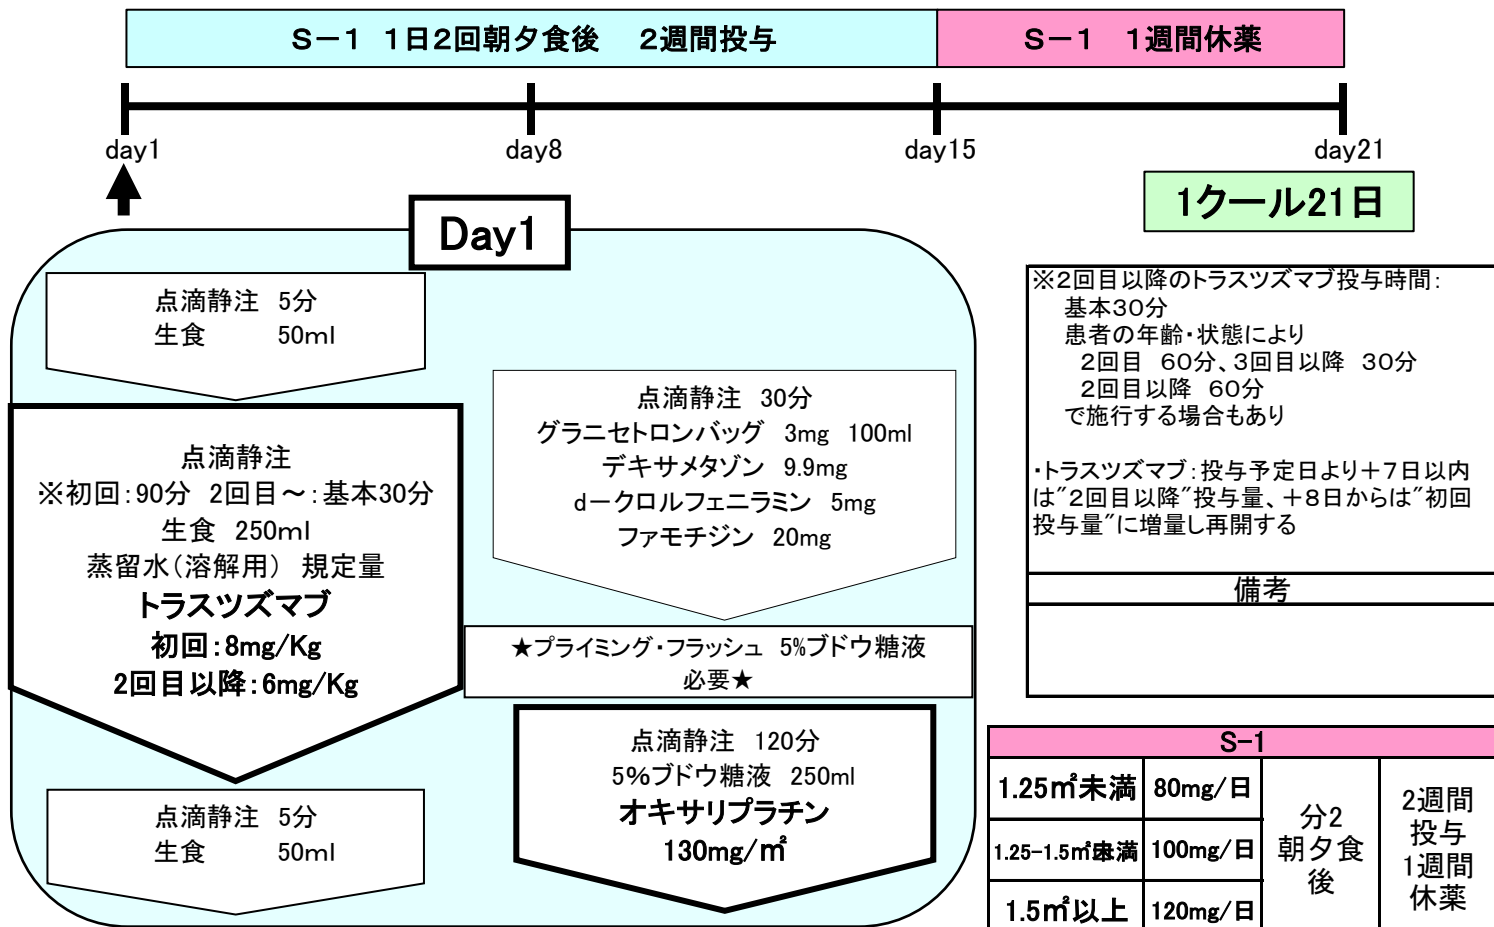 S－1 1日2回朝夕食後 2週間投与
S－1 1週間休薬
day1
day8
day15
day21
1クール21日
Day1
点滴静注 5分
生食 50ml
点滴静注
※初回：90分 2回目～：基本30分
生食 250ml
蒸留水（溶解用） 規定量
トラスツズマブ
初回：8mg/Kg
2回目以降：6mg/Kg
点滴静注 5分
生食 50ml
点滴静注 30分
グラニセトロンバッグ 3mg 100ml
デキサメタゾン 9.9mg
d－クロルフェニラミン 5mg
ファモチジン 20mg
★プライミング・フラッシュ 5%ブドウ糖液
必要★
点滴静注 120分
5%ブドウ糖液 250ml
オキサリプラチン
130mg/㎡
※2回目以降のトラスツズマブ投与時間：
基本30分
患者の年齢・状態により
2回目 60分、3回目以降 30分
2回目以降 60分
で施行する場合もあり
・トラスツズマブ：投与予定日より＋7日以内
は"2回目以降"投与量、＋8日からは"初回
投与量"に増量し再開する
備考
S-1
1.25㎡未満 80mg/日
1.25-1.5㎡未満 100mg/日
1.5㎡以上 120mg/日
分2
朝夕食
後
2週間
投与
1週間
休薬